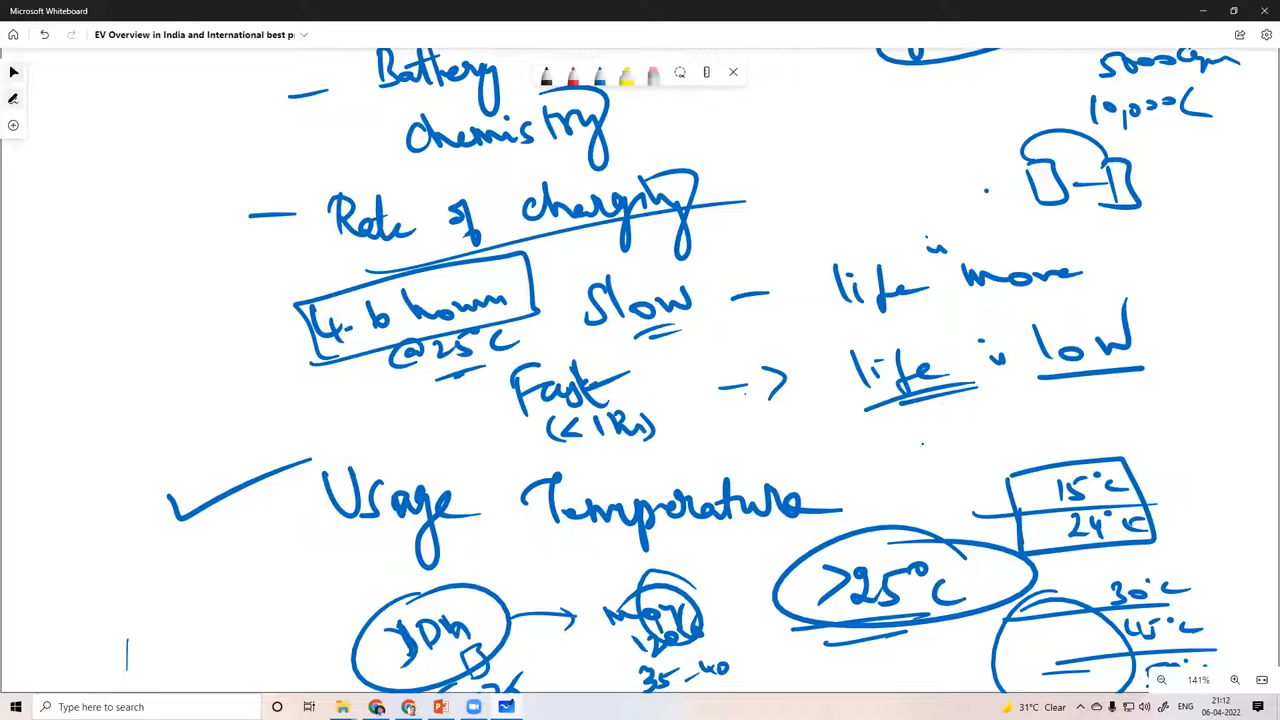 Microsoft Whiteboard
EV Overview in India and International best p
Battery
chemistry
10,000C
- Rate of charging
4-6 hours
@ 25°C
Slow - life is more
Fast -> life is low
(< 1 Hr)
Usage Temperature
15°C
24°C
>25°C
30°C
45°C
35-40
141%
Type here to search
31°C Clear
ENG
21:12
06-04-2022